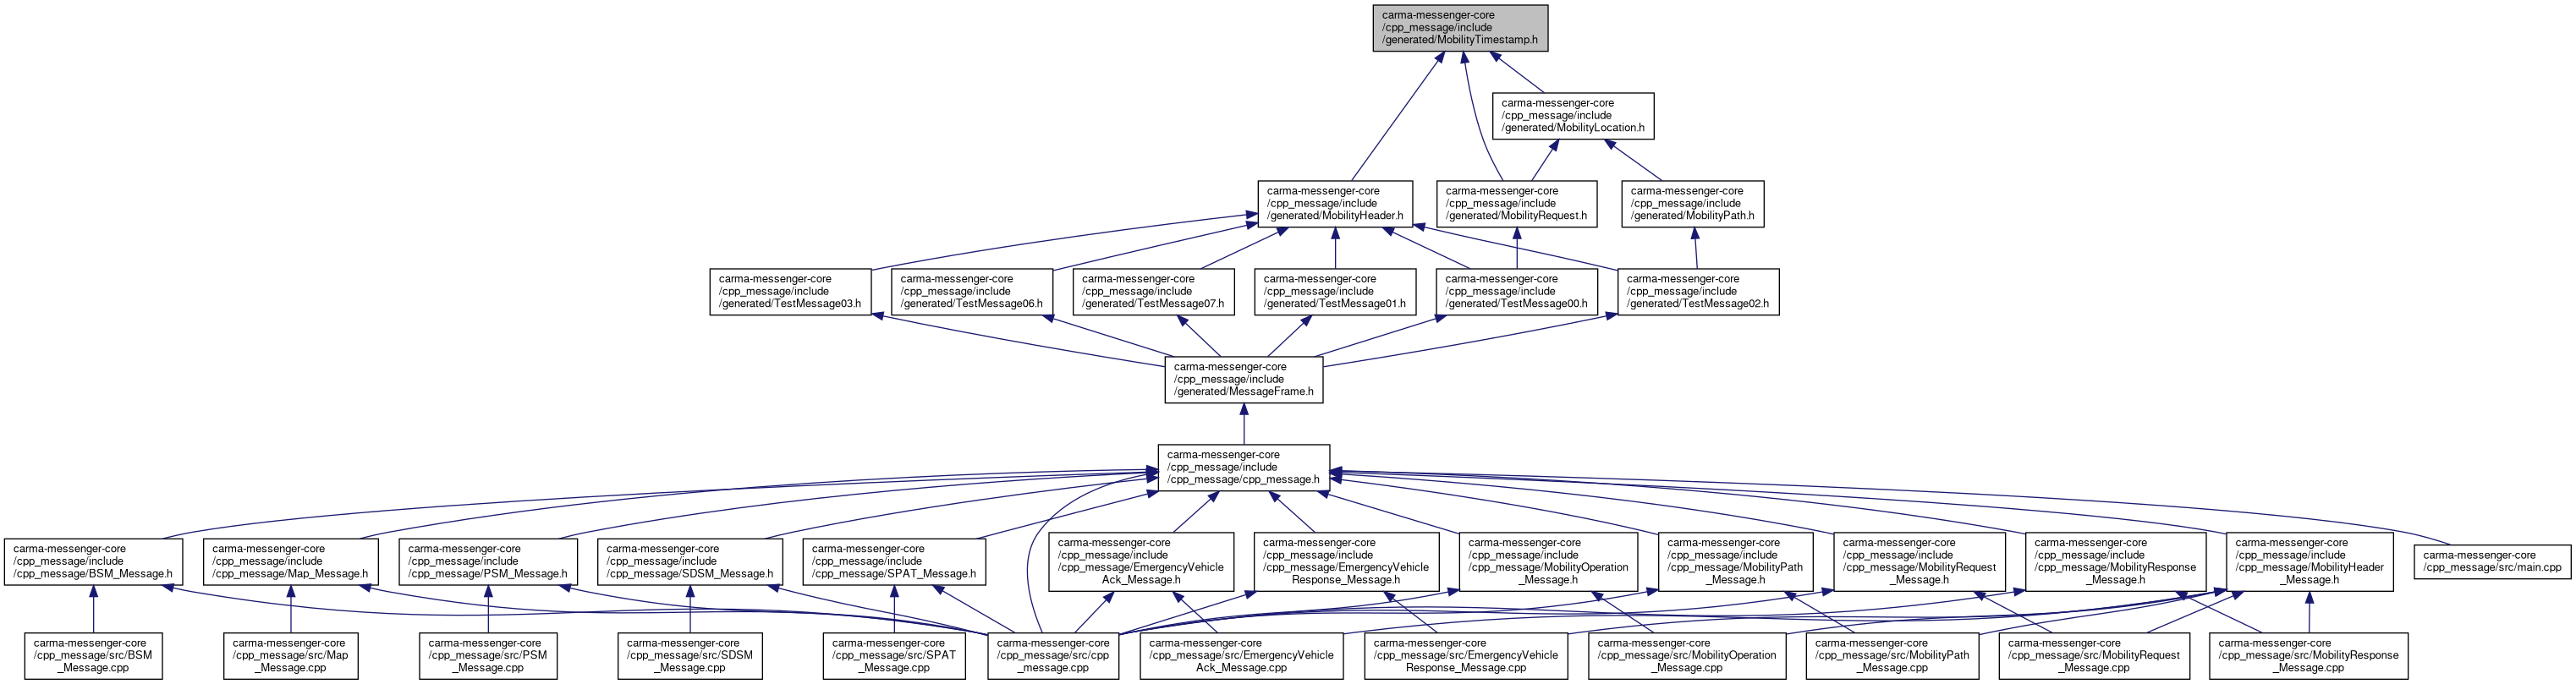 carma-messenger-core
/cpp_message/include
/generated/MobilityTimestamp.h
carma-messenger-core
/cpp_message/include
/generated/MobilityLocation.h
carma-messenger-core
/cpp_message/include
/generated/MobilityHeader.h
carma-messenger-core
/cpp_message/include
/generated/MobilityRequest.h
carma-messenger-core
/cpp_message/include
/generated/MobilityPath.h
carma-messenger-core
/cpp_message/include
/generated/TestMessage03.h
carma-messenger-core
/cpp_message/include
/generated/TestMessage06.h
carma-messenger-core
/cpp_message/include
/generated/TestMessage07.h
carma-messenger-core
/cpp_message/include
/generated/TestMessage01.h
carma-messenger-core
/cpp_message/include
/generated/TestMessage00.h
carma-messenger-core
/cpp_message/include
/generated/TestMessage02.h
carma-messenger-core
/cpp_message/include
/generated/MessageFrame.h
carma-messenger-core
/cpp_message/include
/cpp_message/cpp_message.h
carma-messenger-core
/cpp_message/include
/cpp_message/BSM_Message.h
carma-messenger-core
/cpp_message/include
/cpp_message/Map_Message.h
carma-messenger-core
/cpp_message/include
/cpp_message/PSM_Message.h
carma-messenger-core
/cpp_message/include
/cpp_message/SDSM_Message.h
carma-messenger-core
/cpp_message/include
/cpp_message/SPAT_Message.h
carma-messenger-core
/cpp_message/include
/cpp_message/EmergencyVehicle
Ack_Message.h
carma-messenger-core
/cpp_message/include
/cpp_message/EmergencyVehicle
Response_Message.h
carma-messenger-core
/cpp_message/include
/cpp_message/MobilityOperation
_Message.h
carma-messenger-core
/cpp_message/include
/cpp_message/MobilityPath
_Message.h
carma-messenger-core
/cpp_message/include
/cpp_message/MobilityRequest
_Message.h
carma-messenger-core
/cpp_message/include
/cpp_message/MobilityResponse
_Message.h
carma-messenger-core
/cpp_message/include
/cpp_message/MobilityHeader
_Message.h
carma-messenger-core
/cpp_message/src/main.cpp
carma-messenger-core
/cpp_message/src/BSM
_Message.cpp
carma-messenger-core
/cpp_message/src/Map
_Message.cpp
carma-messenger-core
/cpp_message/src/PSM
_Message.cpp
carma-messenger-core
/cpp_message/src/SDSM
_Message.cpp
carma-messenger-core
/cpp_message/src/SPAT
_Message.cpp
carma-messenger-core
/cpp_message/src/cpp
_message.cpp
carma-messenger-core
/cpp_message/src/EmergencyVehicle
Ack_Message.cpp
carma-messenger-core
/cpp_message/src/EmergencyVehicle
Response_Message.cpp
carma-messenger-core
/cpp_message/src/MobilityOperation
_Message.cpp
carma-messenger-core
/cpp_message/src/MobilityPath
_Message.cpp
carma-messenger-core
/cpp_message/src/MobilityRequest
_Message.cpp
carma-messenger-core
/cpp_message/src/MobilityResponse
_Message.cpp